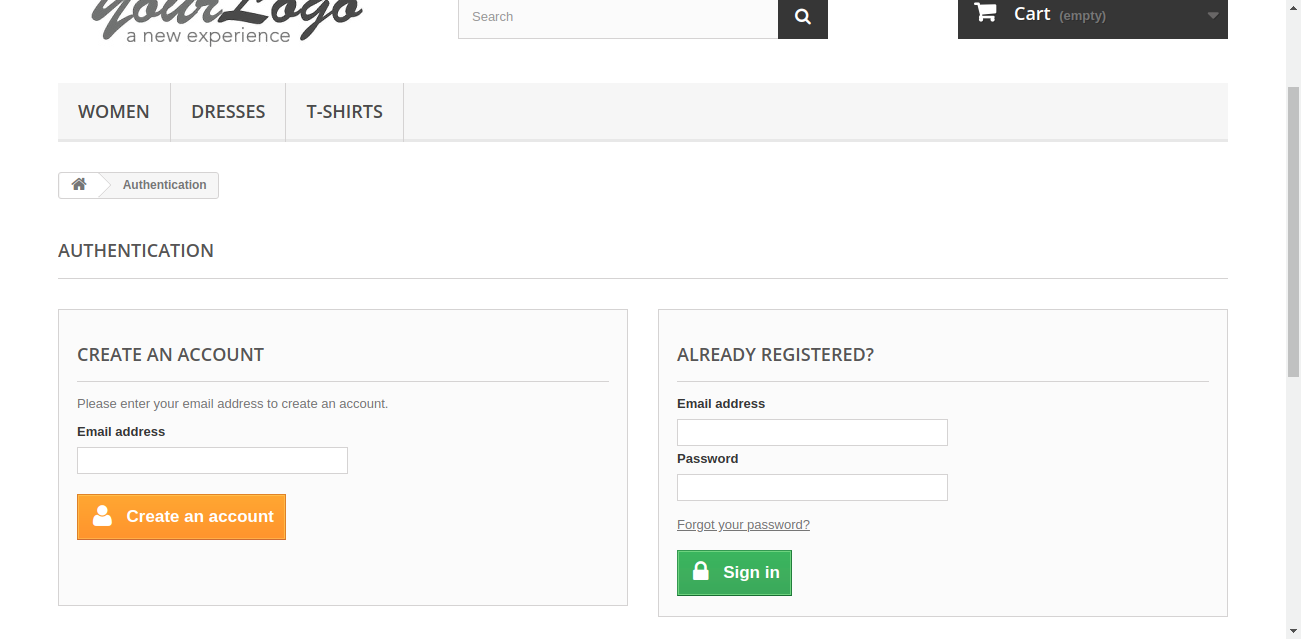 YourLogo
a new experience
Search
Cart (empty)
WOMEN DRESSES T-SHIRTS
Authentication
AUTHENTICATION
CREATE AN ACCOUNT
Please enter your email address to create an account.
Email address
Create an account
ALREADY REGISTERED?
Email address
Password
Forgot your password?
Sign in